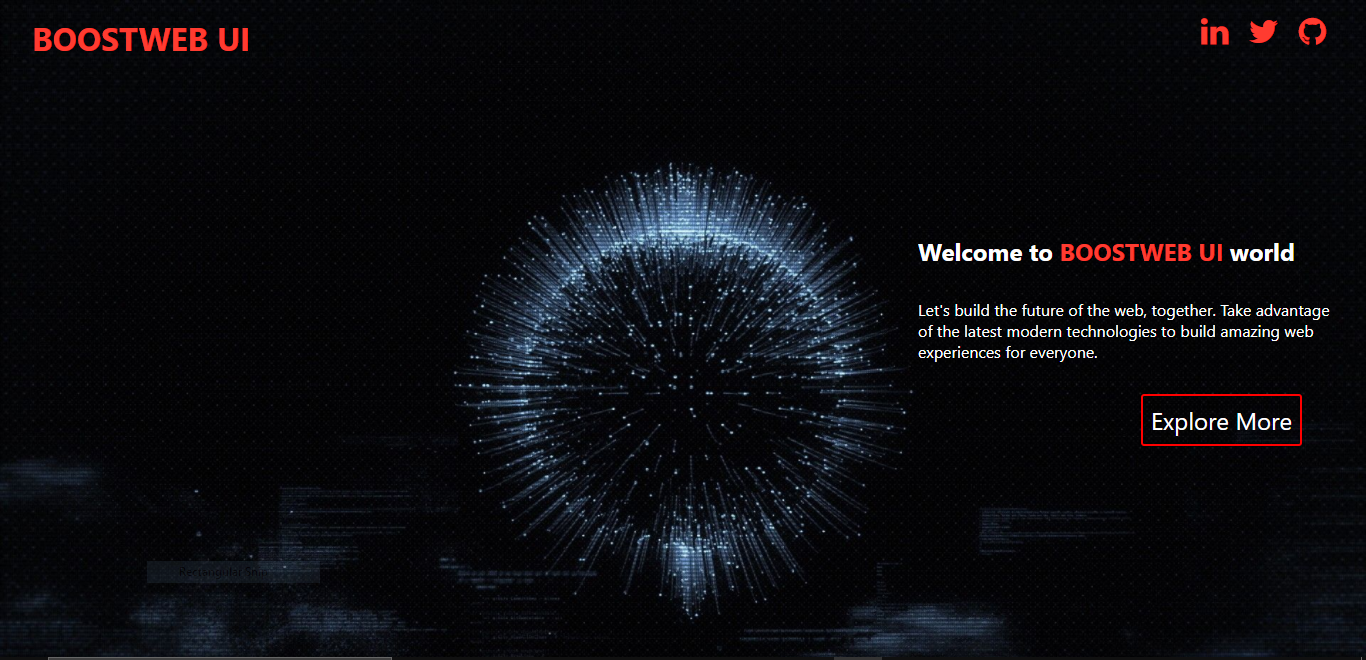 BOOSTWEB UI
in
Welcome to BOOSTWEB UI world
Let's build the future of the web, together. Take advantage
of the latest modern technologies to build amazing web
experiences for everyone.
Explore More